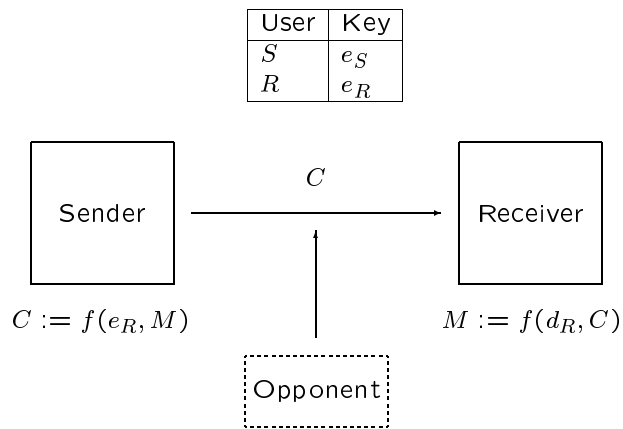 User Key
S e_S
R e_R
C
Sender
Receiver
C := f(e_R, M)
M := f(d_R, C)
Opponent